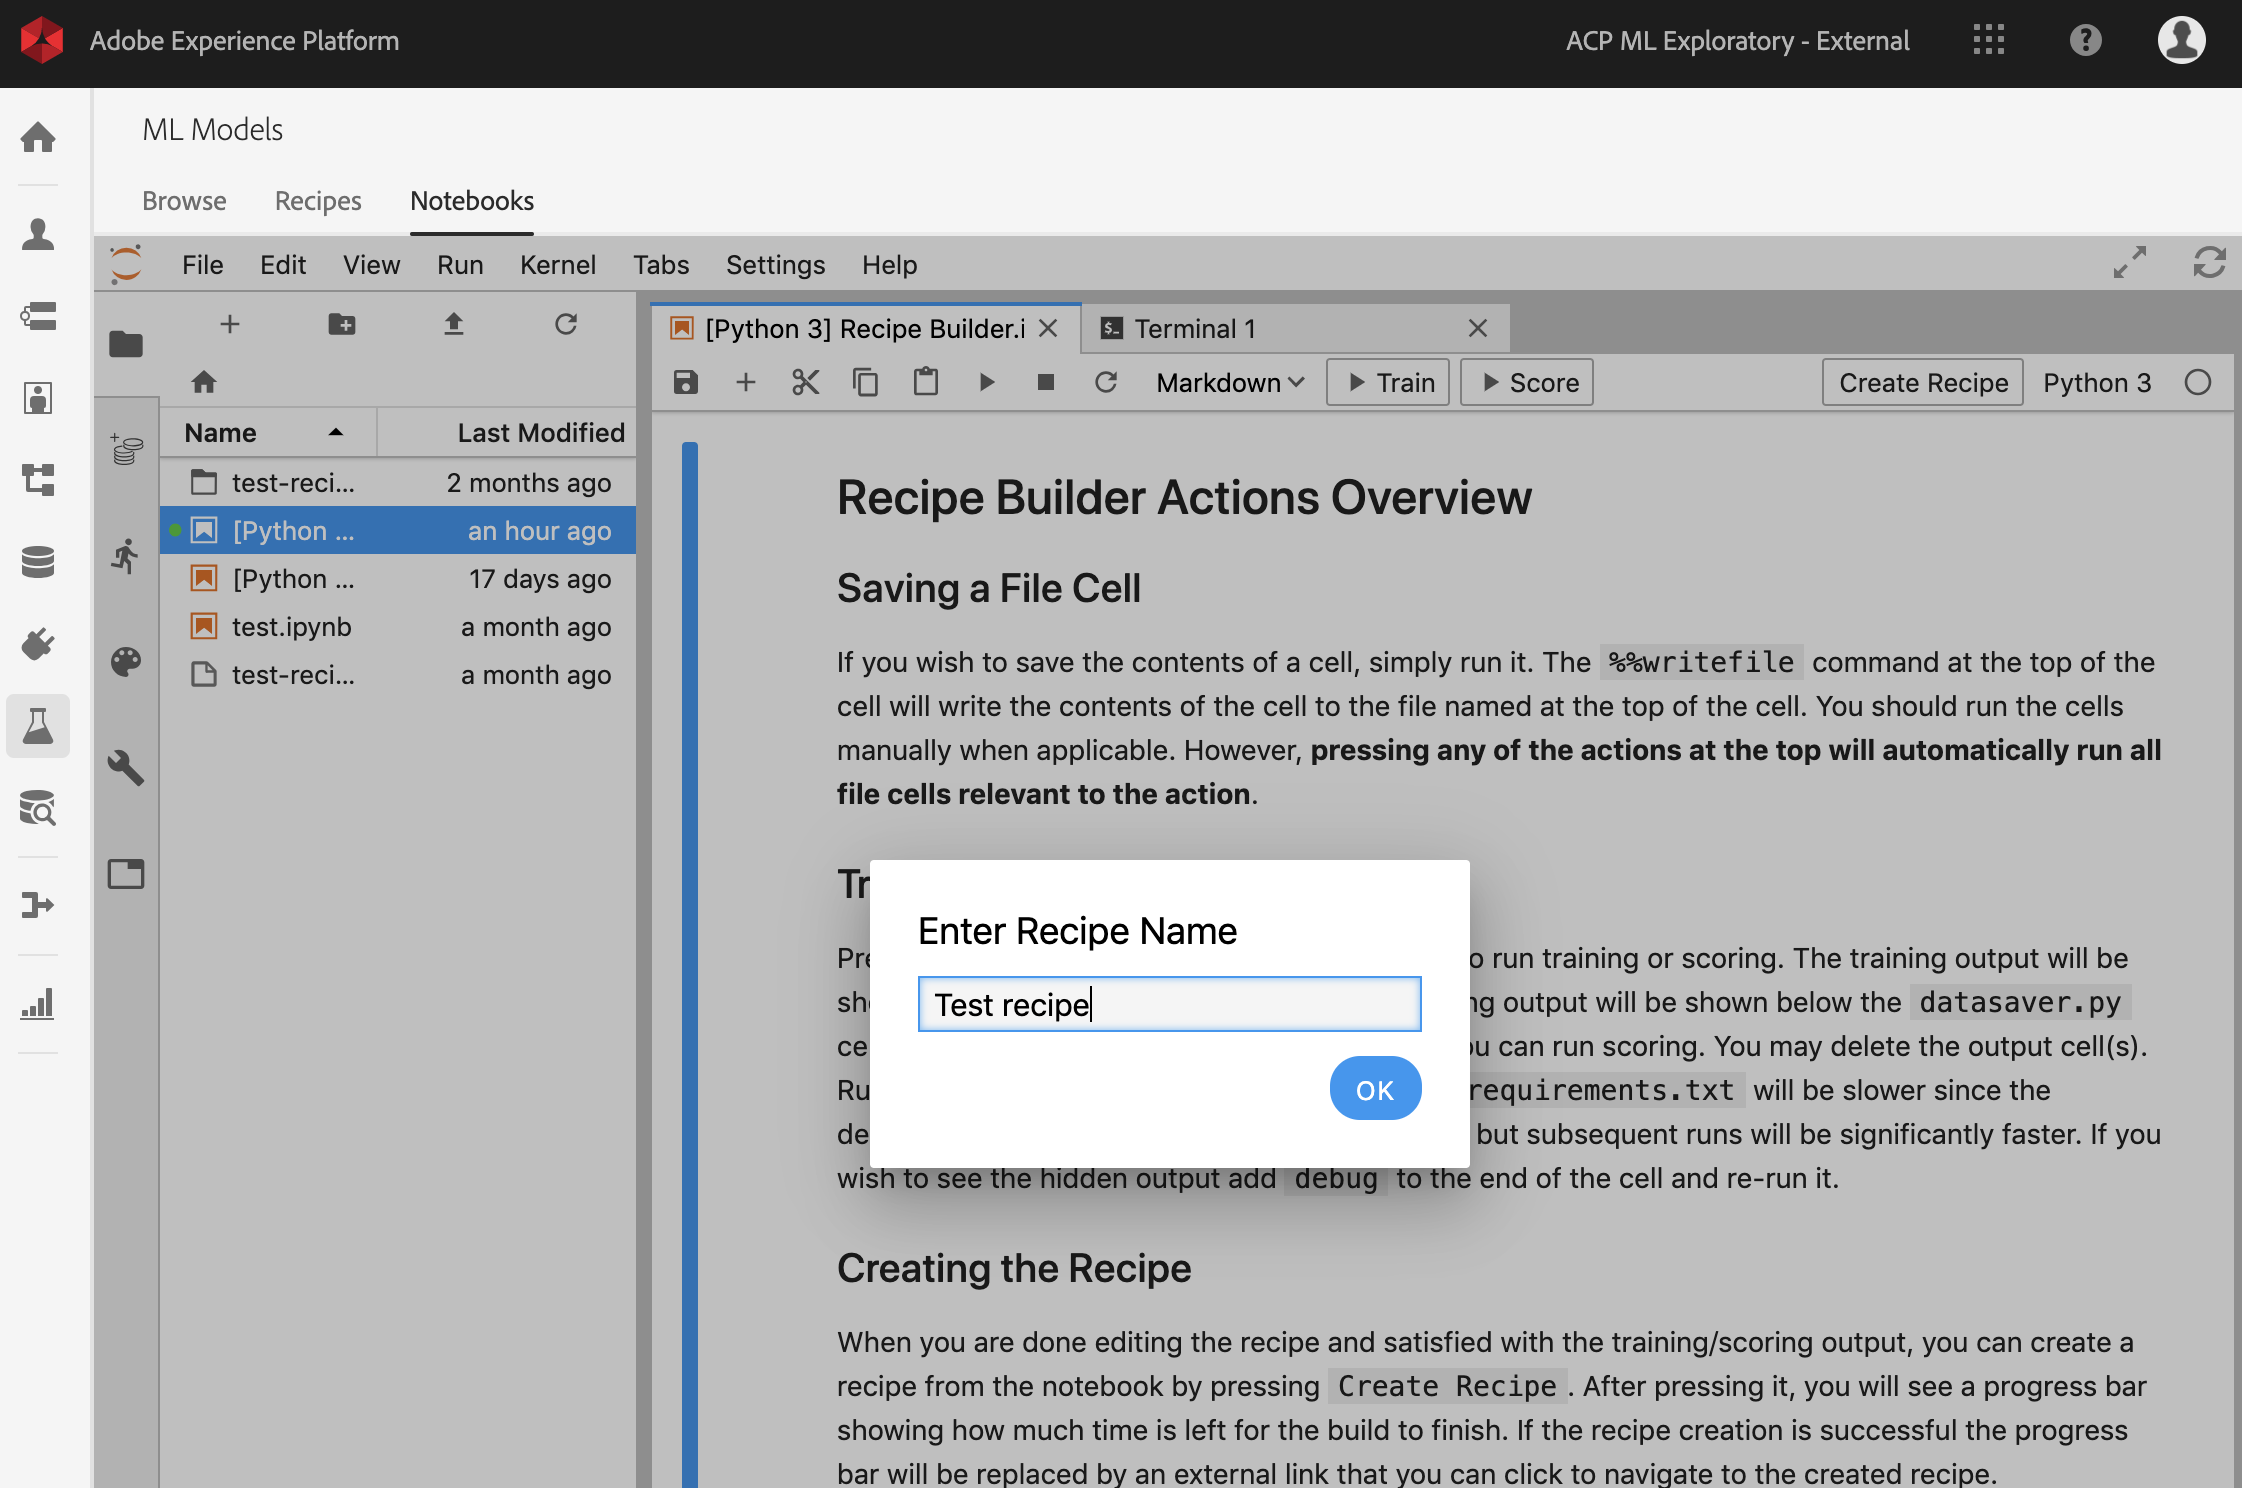 Adobe Experience Platform
ACP ML Exploratory - External
ML Models
Browse Recipes Notebooks
File Edit View Run Kernel Tabs Settings Help
[Python 3] Recipe Builder.i
Terminal 1
Markdown Train Score Create Recipe Python 3
Name Last Modified
test-reci... 2 months ago
[Python ... an hour ago
[Python ... 17 days ago
test.ipynb a month ago
test-reci... a month ago
Recipe Builder Actions Overview
Saving a File Cell
If you wish to save the contents of a cell, simply run it. The %%writefile command at the top of the
cell will write the contents of the cell to the file named at the top of the cell. You should run the cells
manually when applicable. However, pressing any of the actions at the top will automatically run all
file cells relevant to the action.
Enter Recipe Name
Test recipe
OK
run training or scoring. The training output will be
output will be shown below the datasaver.py
can run scoring. You may delete the output cell(s).
requirements.txt will be slower since the
but subsequent runs will be significantly faster. If you
wish to see the hidden output add debug to the end of the cell and re-run it.
Creating the Recipe
When you are done editing the recipe and satisfied with the training/scoring output, you can create a
recipe from the notebook by pressing Create Recipe . After pressing it, you will see a progress bar
showing how much time is left for the build to finish. If the recipe creation is successful the progress
bar will be replaced by an external link that you can click to navigate to the created recipe.